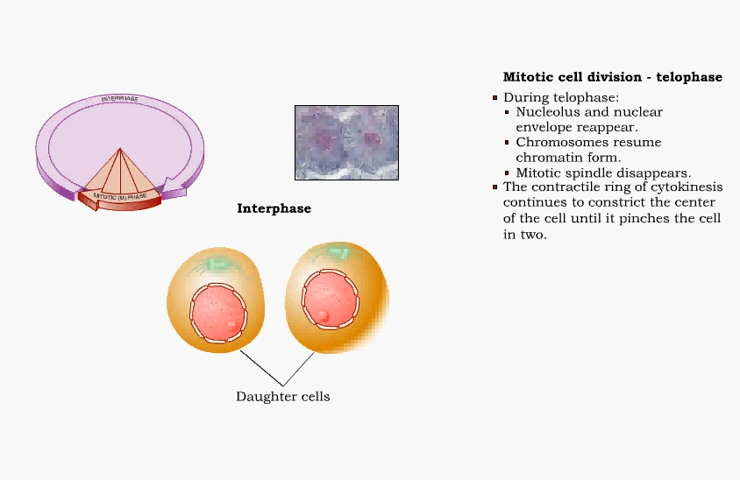 INTERPHASE
MITOTIC (M) PHASE
Interphase
Daughter cells
Mitotic cell division - telophase
During telophase:
Nucleolus and nuclear
envelope reappear.
Chromosomes resume
chromatin form.
Mitotic spindle disappears.
The contractile ring of cytokinesis
continues to constrict the center
of the cell until it pinches the cell
in two.